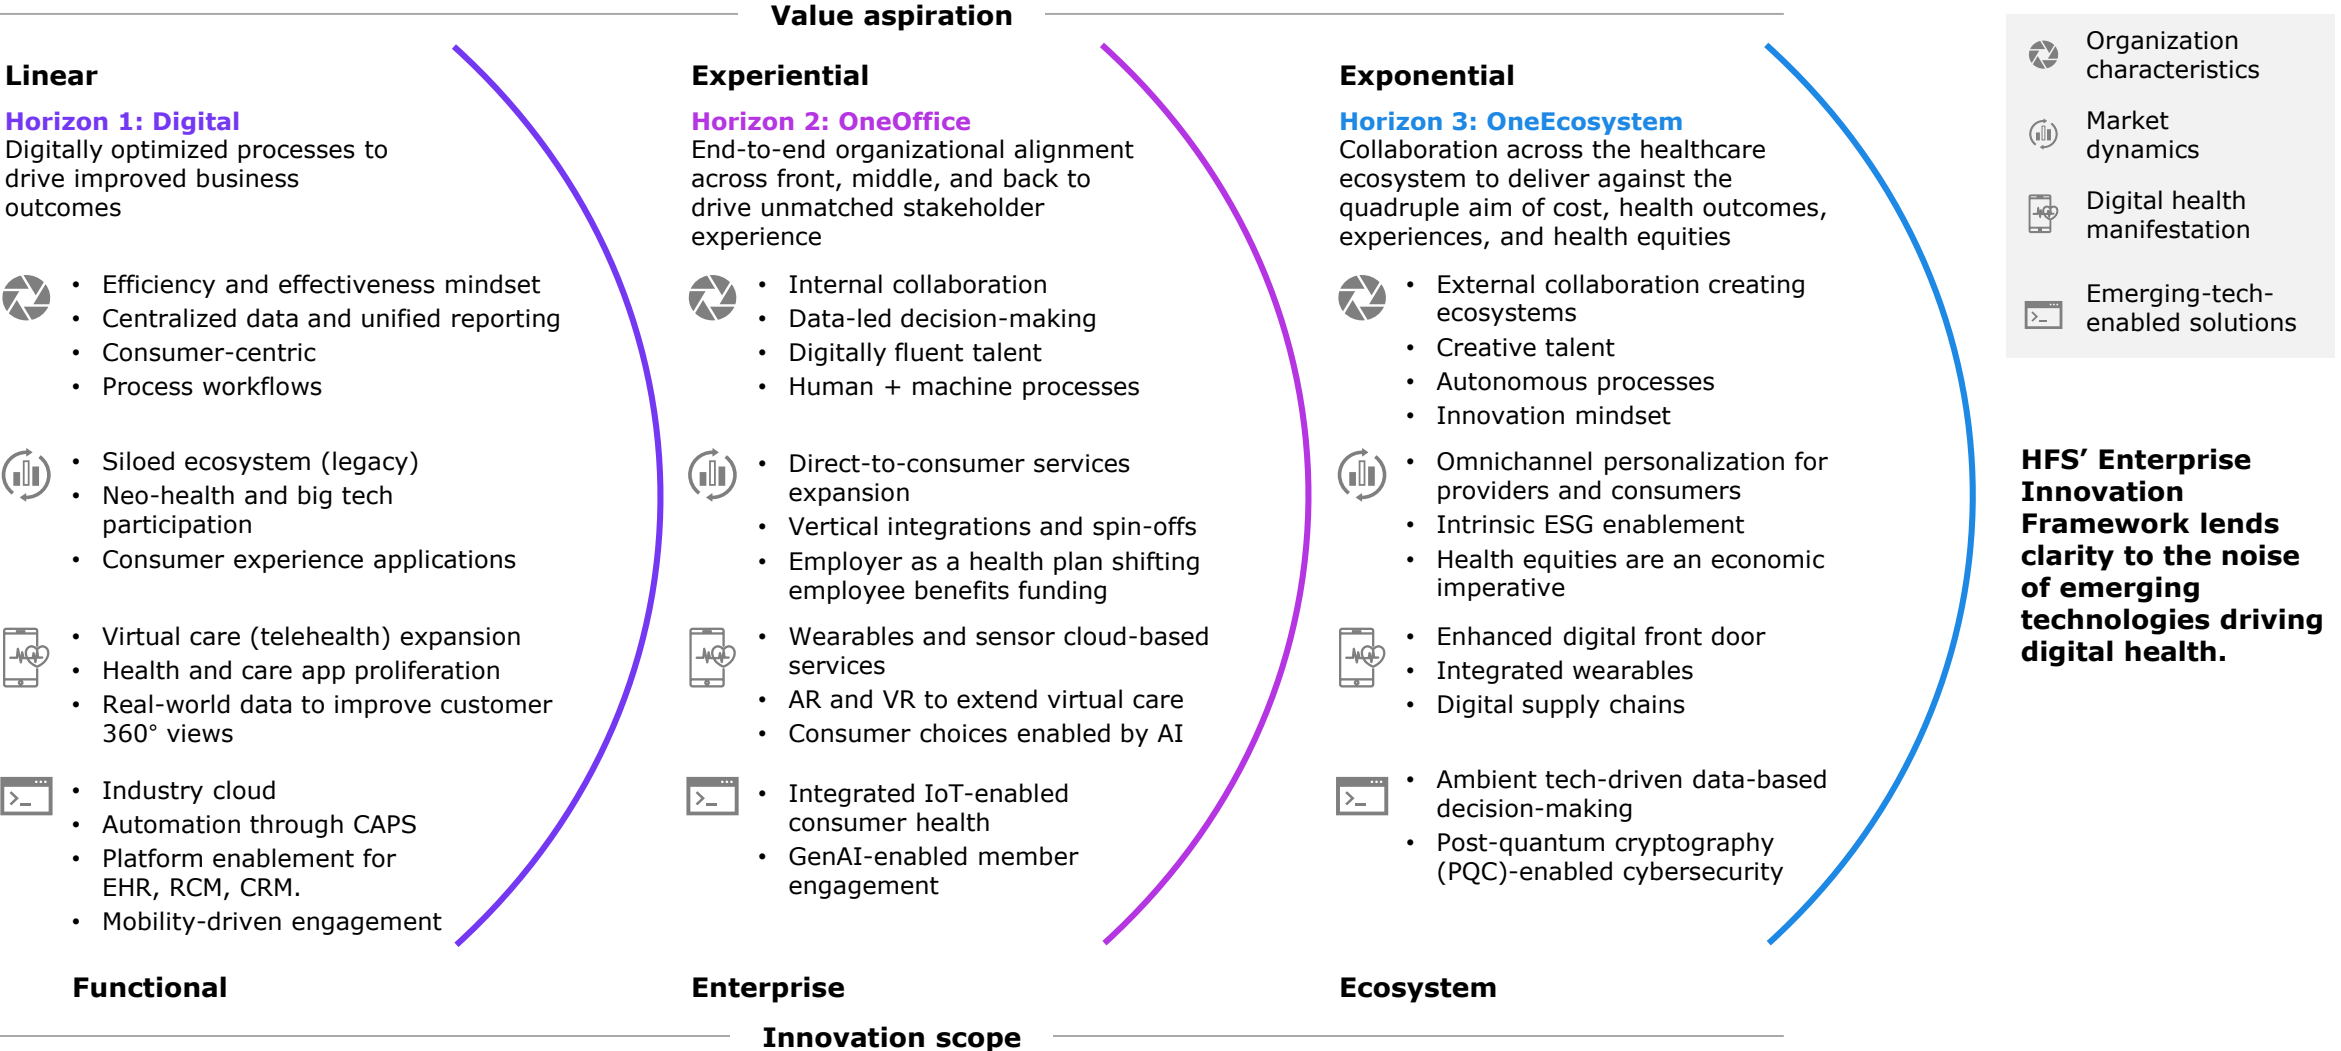 Value aspiration
Linear
Horizon 1: Digital
Digitally optimized processes to
drive improved business
outcomes
• Efficiency and effectiveness mindset
• Centralized data and unified reporting
• Consumer-centric
• Process workflows
• Siloed ecosystem (legacy)
• Neo-health and big tech
participation
• Consumer experience applications
• Virtual care (telehealth) expansion
• Health and care app proliferation
• Real-world data to improve customer
360° views
• Industry cloud
• Automation through CAPS
• Platform enablement for
EHR, RCM, CRM.
• Mobility-driven engagement
Functional
Experiential
Horizon 2: OneOffice
End-to-end organizational alignment
across front, middle, and back to
drive unmatched stakeholder
experience
• Internal collaboration
• Data-led decision-making
• Digitally fluent talent
• Human + machine processes
• Direct-to-consumer services
expansion
• Vertical integrations and spin-offs
• Employer as a health plan shifting
employee benefits funding
• Wearables and sensor cloud-based
services
• AR and VR to extend virtual care
• Consumer choices enabled by AI
• Integrated IoT-enabled
consumer health
• GenAI-enabled member
engagement
Enterprise
Exponential
Horizon 3: OneEcosystem
Collaboration across the healthcare
ecosystem to deliver against the
quadruple aim of cost, health outcomes,
experiences, and health equities
• External collaboration creating
ecosystems
• Creative talent
• Autonomous processes
• Innovation mindset
• Omnichannel personalization for
providers and consumers
• Intrinsic ESG enablement
• Health equities are an economic
imperative
• Enhanced digital front door
• Integrated wearables
• Digital supply chains
• Ambient tech-driven data-based
decision-making
• Post-quantum cryptography
(PQC)-enabled cybersecurity
Ecosystem
Innovation scope
Organization
characteristics
Market
dynamics
Digital health
manifestation
Emerging-tech-
enabled solutions
HFS’ Enterprise
Innovation
Framework lends
clarity to the noise
of emerging
technologies driving
digital health.